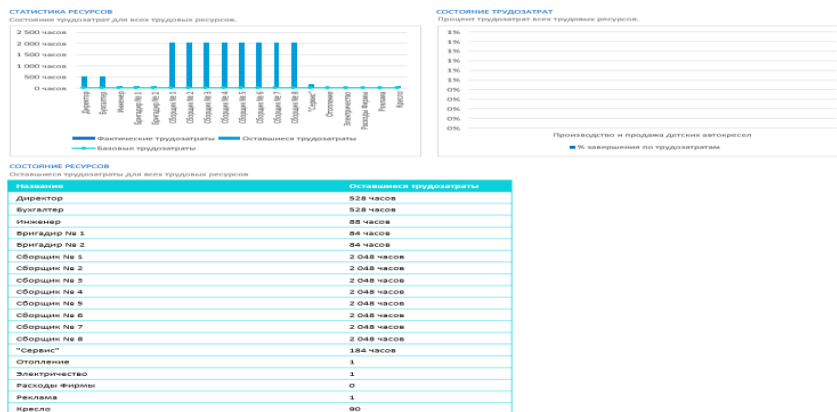 СТАТИСТИКА РЕСУРСОВ
Состояние трудозатрат для всех трудовых ресурсов.
2 500 часов
2 000 часов
1 500 часов
1 000 часов
500 часов
0 часов
Директор
Бухгалтер
Инженер
Бригадир № 1
Бригадир № 2
Сборщик № 1
Сборщик № 2
Сборщик № 3
Сборщик № 4
Сборщик № 5
Сборщик № 6
Сборщик № 7
Сборщик № 8
"Сервис"
Отопление
Электричество
Расходы Фирмы
Реклама
Кресло
Фактические трудозатраты
Оставшиеся трудозатраты
Базовые трудозатраты
СОСТОЯНИЕ ТРУДОЗАТРАТ
Процент трудозатрат всех трудовых ресурсов.
1%
1%
1%
1%
1%
1%
0%
0%
0%
0%
0%
Производство и продажа детских автокресел
% завершения по трудозатратам
СОСТОЯНИЕ РЕСУРСОВ
Оставшиеся трудозатраты для всех трудовых ресурсов
Название Оставшиеся трудозатраты
Директор 528 часов
Бухгалтер 528 часов
Инженер 88 часов
Бригадир № 1 84 часов
Бригадир № 2 84 часов
Сборщик № 1 2 048 часов
Сборщик № 2 2 048 часов
Сборщик № 3 2 048 часов
Сборщик № 4 2 048 часов
Сборщик № 5 2 048 часов
Сборщик № 6 2 048 часов
Сборщик № 7 2 048 часов
Сборщик № 8 2 048 часов
"Сервис" 184 часов
Отопление 1
Электричество 1
Расходы Фирмы 0
Реклама 1
Кресло 90